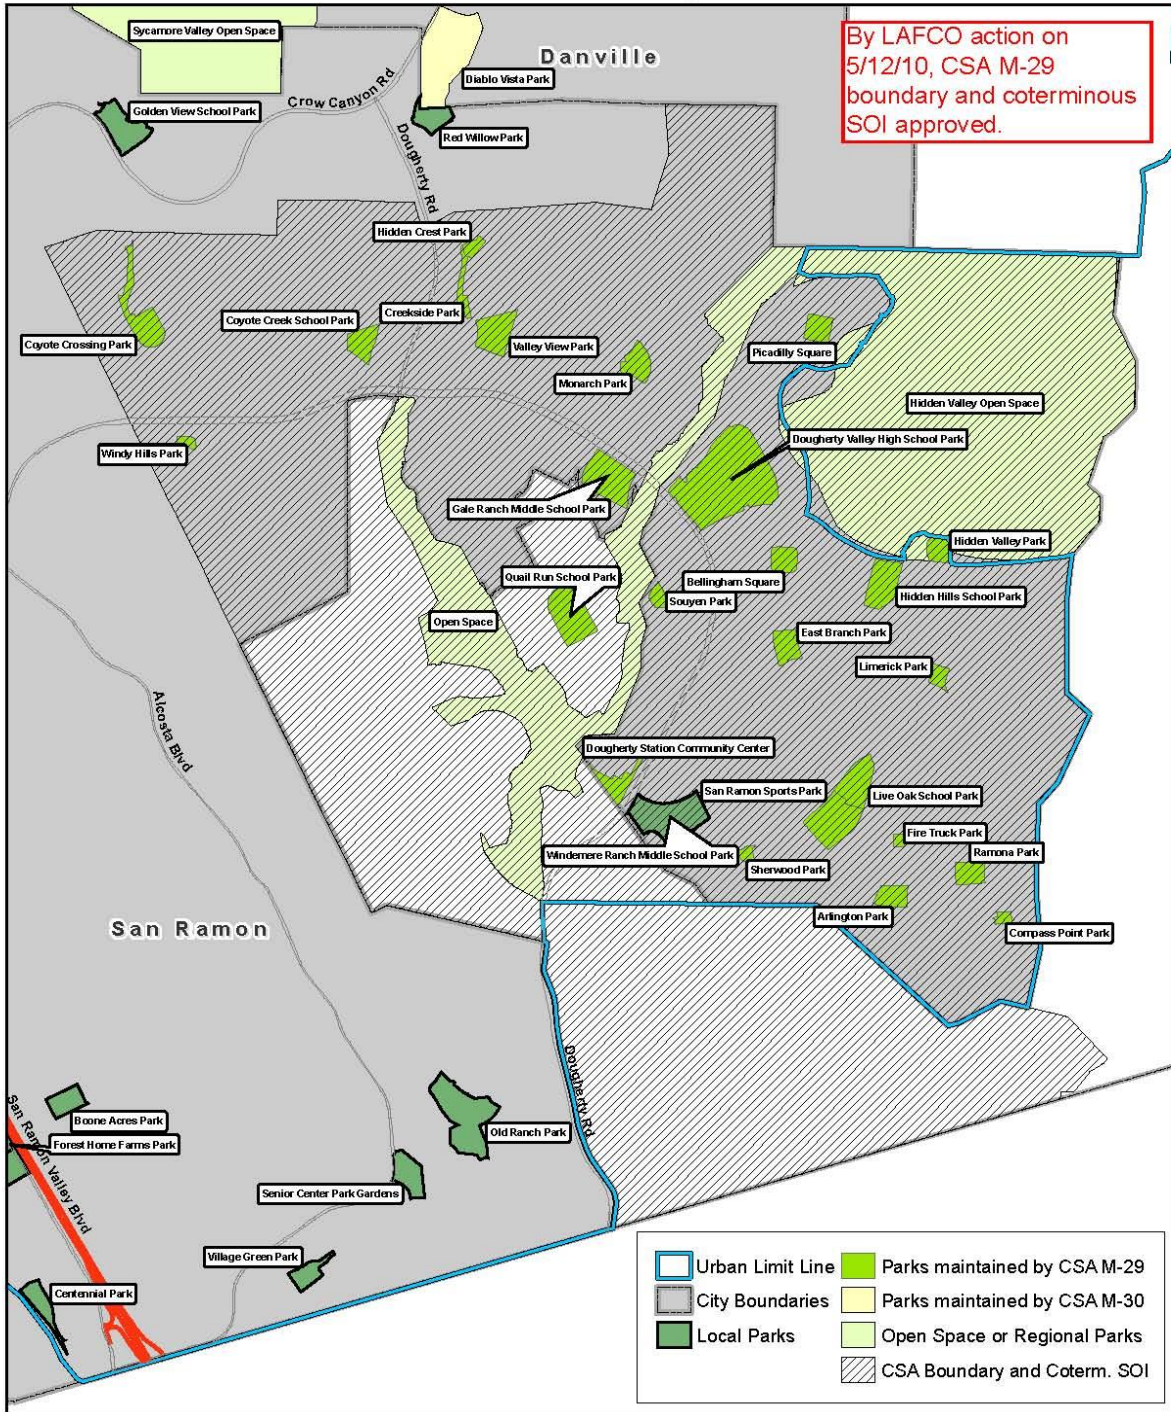 Sycamore Valley Open Space
Danville
By LAFCO action on
5/12/10, CSA M-29
boundary and coterminous
SOI approved.
Diablo Vista Park
Crow Canyon Rd
Golden View School Park
Red Willow Park
Dougherty Rd
Hidden Crest Park
Creekside Park
Coyote Creek School Park
Coyote Crossing Park
Valley View Park
Picadilly Square
Monarch Park
Hidden Valley Open Space
Dougherty Valley High School Park
Windy Hills Park
Gale Ranch Middle School Park
Hidden Valley Park
Quail Run School Park
Bellingham Square
Souyen Park
Hidden Hills School Park
Open Space
East Branch Park
Limerick Park
Alcosta Blvd
Dougherty Station Community Center
San Ramon Sports Park
Live Oak School Park
Fire Truck Park
Ramona Park
Windemere Ranch Middle School Park
Sherwood Park
Arlington Park
San Ramon
Compass Point Park
Dougherty Rd
Boone Acres Park
Forest Home Farms Park
Old Ranch Park
San Ramon Valley Blvd
Senior Center Park Gardens
Village Green Park
Centennial Park
Urban Limit Line
City Boundaries
Local Parks
Parks maintained by CSA M-29
Parks maintained by CSA M-30
Open Space or Regional Parks
CSA Boundary and Coterm. SOI